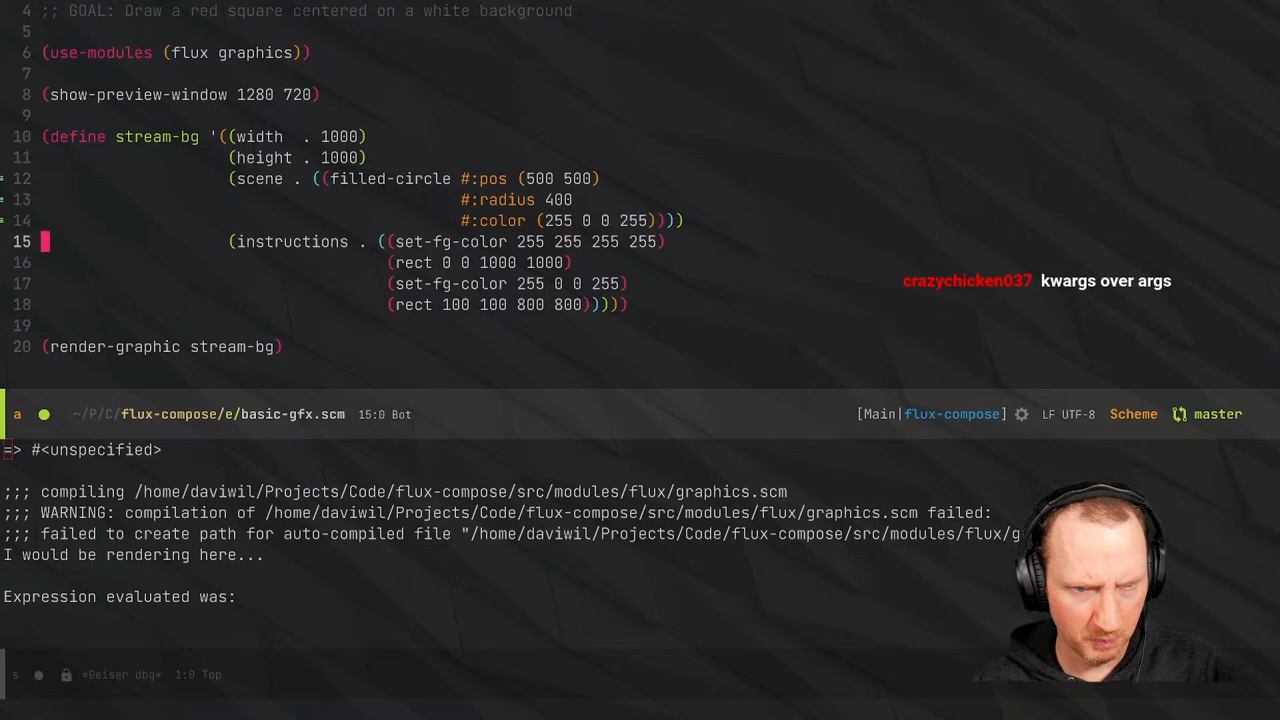 4 ;; GOAL: Draw a red square centered on a white background
5
6 (use-modules (flux graphics))
7
8 (show-preview-window 1280 720)
9
10 (define stream-bg '((width  . 1000)
11 (height . 1000)
12 (scene . ((filled-circle #:pos (500 500)
13 #:radius 400
14 #:color (255 0 0 255))))
15 (instructions . ((set-fg-color 255 255 255 255)
16 (rect 0 0 1000 1000)
crazychicken037 kwargs over args
17 (set-fg-color 255 0 0 255)
18 (rect 100 100 800 800)))))
19
20 (render-graphic stream-bg)
a ~/P/C/flux-compose/e/basic-gfx.scm 15:0 Bot [Main|flux-compose] LF UTF-8 Scheme master
=> #<unspecified>
;;; compiling /home/daviwil/Projects/Code/flux-compose/src/modules/flux/graphics.scm
;;; WARNING: compilation of /home/daviwil/Projects/Code/flux-compose/src/modules/flux/graphics.scm failed:
;;; failed to create path for auto-compiled file "/home/daviwil/Projects/Code/flux-compose/src/modules/flux/g
I would be rendering here...
Expression evaluated was:
s *Geiser dbg* 1:0 Top